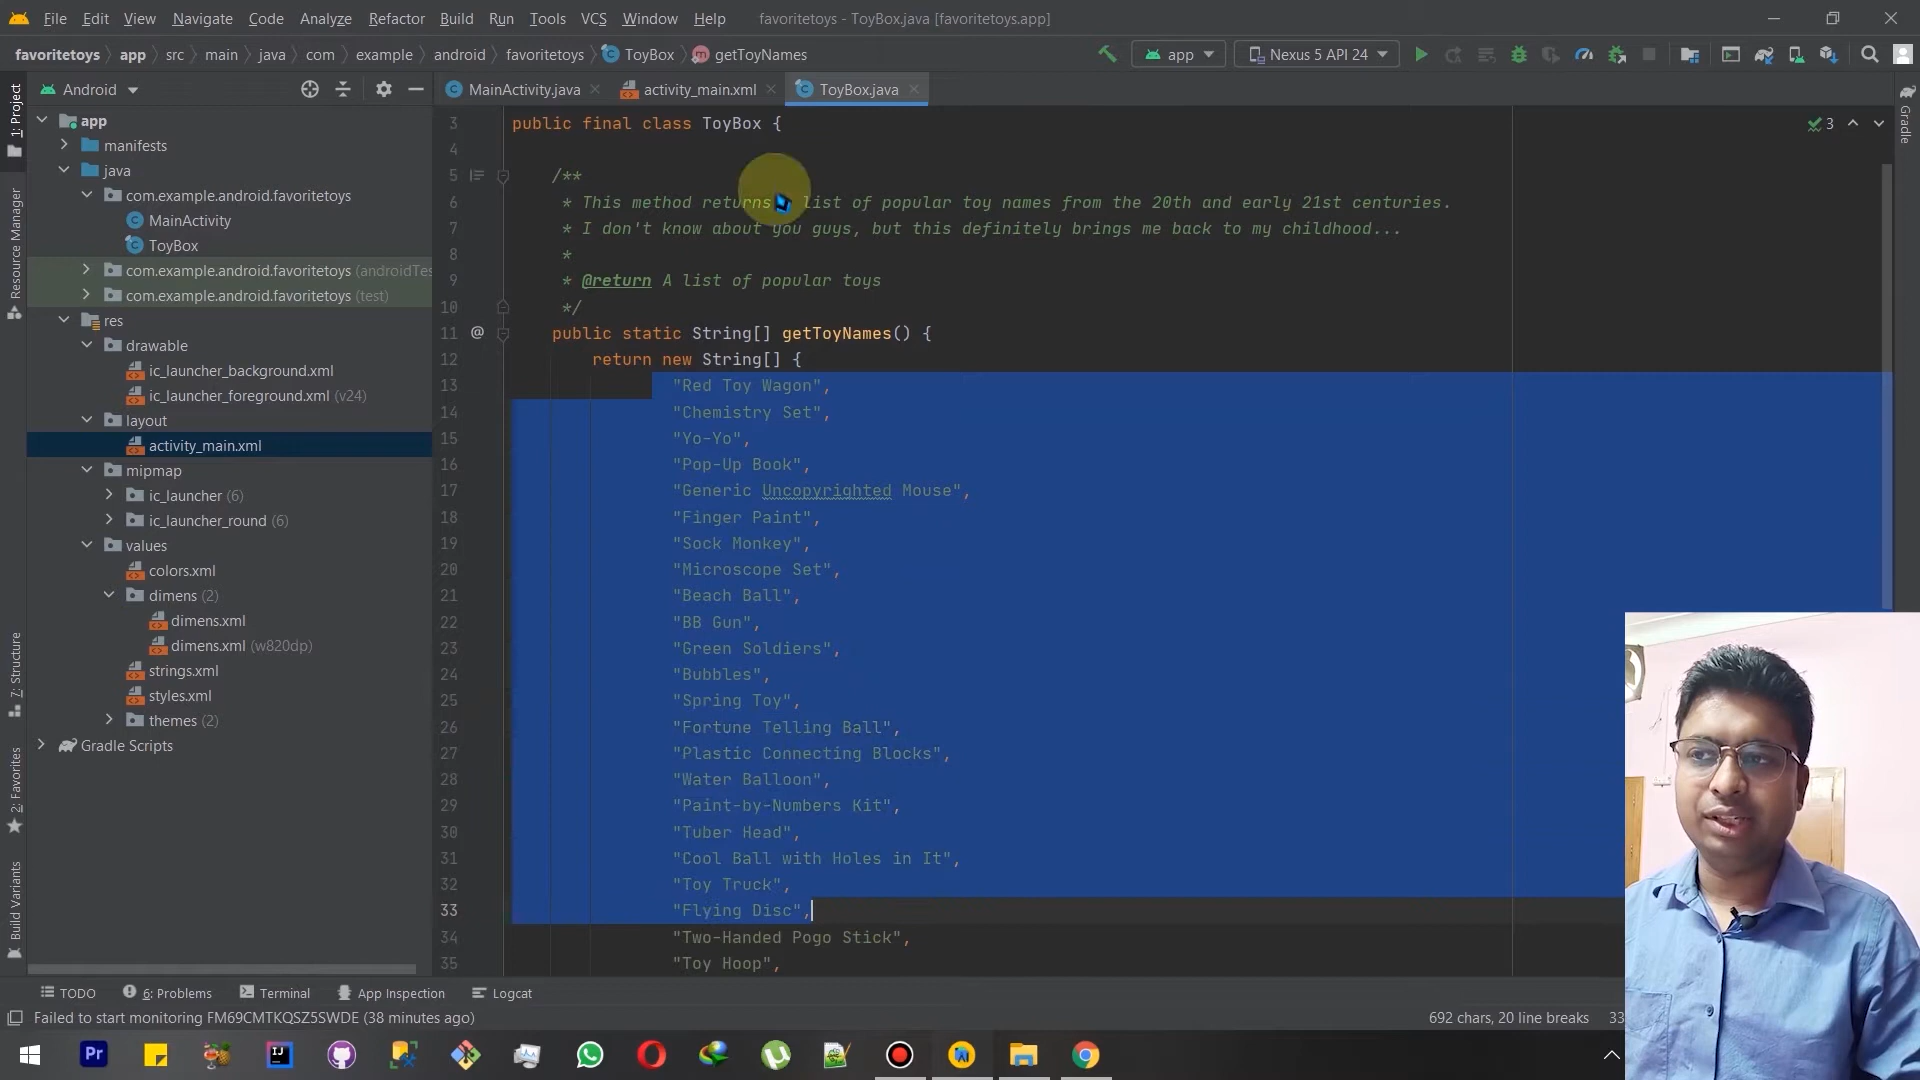 File Edit View Navigate Code Analyze Refactor Build Run Tools VCS Window Help favoritetoys - ToyBox.java [favoritetoys.app]
favoritetoys app src main java com example android favoritetoys ToyBox getToyNames app Nexus 5 API 24
Android MainActivity.java activity_main.xml ToyBox.java
1: Project
Resource Manager
7: Structure
2: Favorites
Build Variants
Gradle
app
manifests
java
com.example.android.favoritetoys
MainActivity
ToyBox
com.example.android.favoritetoys (androidTes
com.example.android.favoritetoys (test)
res
drawable
ic_launcher_background.xml
ic_launcher_foreground.xml (v24)
layout
activity_main.xml
mipmap
ic_launcher (6)
ic_launcher_round (6)
values
colors.xml
dimens (2)
dimens.xml
dimens.xml (w820dp)
strings.xml
styles.xml
themes (2)
Gradle Scripts
3 public final class ToyBox {
3
4
5 /**
6 * This method returns list of popular toy names from the 20th and early 21st centuries.
7 * I don't know about you guys, but this definitely brings me back to my childhood...
8 *
9 * @return A list of popular toys
10 */
11 @ public static String[] getToyNames() {
12 return new String[] {
13 "Red Toy Wagon",
14 "Chemistry Set",
15 "Yo-Yo",
16 "Pop-Up Book",
17 "Generic Uncopyrighted Mouse",
18 "Finger Paint",
19 "Sock Monkey",
20 "Microscope Set",
21 "Beach Ball",
22 "BB Gun",
23 "Green Soldiers",
24 "Bubbles",
25 "Spring Toy",
26 "Fortune Telling Ball",
27 "Plastic Connecting Blocks",
28 "Water Balloon",
29 "Paint-by-Numbers Kit",
30 "Tuber Head",
31 "Cool Ball with Holes in It",
32 "Toy Truck",
33 "Flying Disc",
34 "Two-Handed Pogo Stick",
35 "Toy Hoop",
TODO 6: Problems Terminal App Inspection Logcat
Failed to start monitoring FM69CMTKQSZ5SWDE (38 minutes ago) 692 chars, 20 line breaks 33
Pr IJ